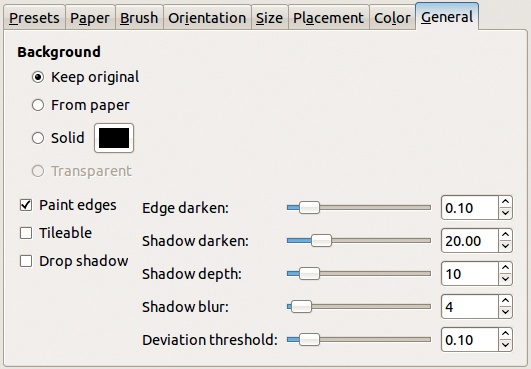 Presets Paper Brush Orientation Size Placement Color General
Background
Keep original
From paper
Solid
Transparent
Paint edges
Tileable
Drop shadow
Edge darken: 0.10
Shadow darken: 20.00
Shadow depth: 10
Shadow blur: 4
Deviation threshold: 0.10